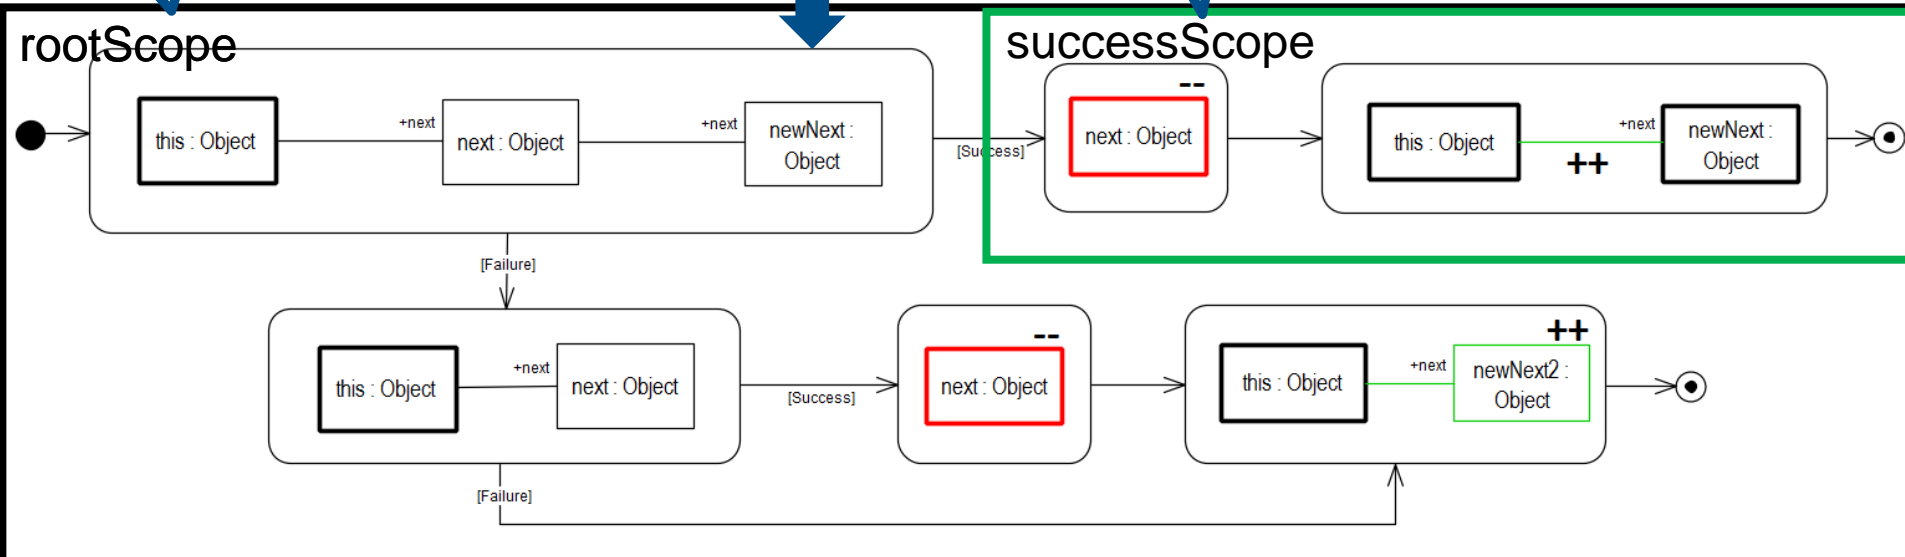 rootScope
successScope
this : Object
+next
next : Object
+next
newNext :
Object
[Success]
--
next : Object
this : Object
+next
++
newNext :
Object
[Failure]
this : Object
+next
next : Object
[Success]
--
next : Object
++
this : Object
+next
newNext2 :
Object
[Failure]